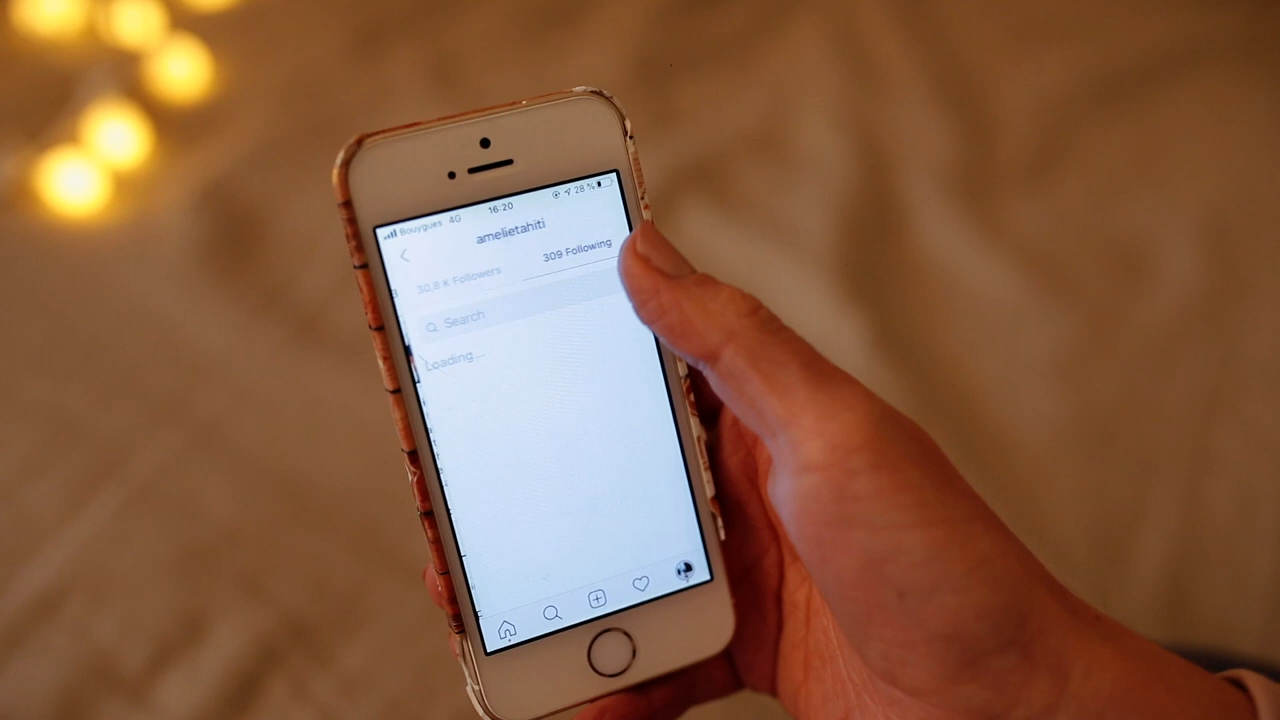 Bouygues 4G 16:20 28 %
amelietahiti
30,8 K Followers 309 Following
Search
Loading...